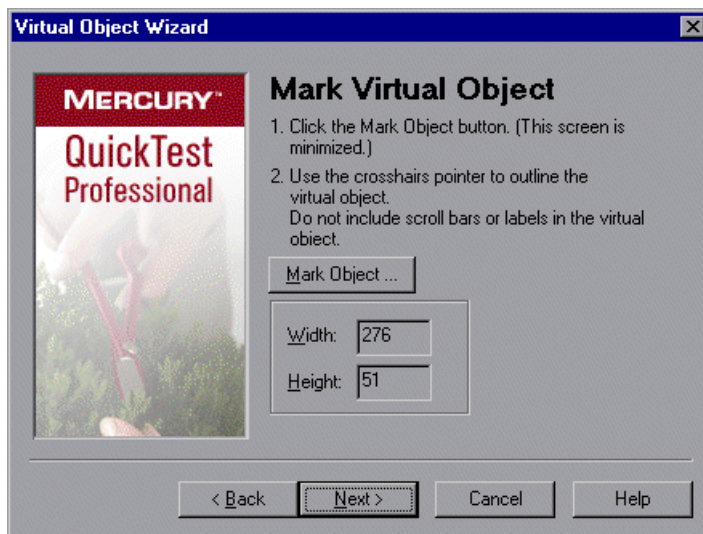 Virtual Object Wizard
MERCURY™
QuickTest
Professional
Mark Virtual Object
1. Click the Mark Object button. (This screen is
minimized.)
2. Use the crosshairs pointer to outline the
virtual object.
Do not include scroll bars or labels in the virtual
object.
Mark Object ...
Width: 276
Height: 51
< Back Next > Cancel Help